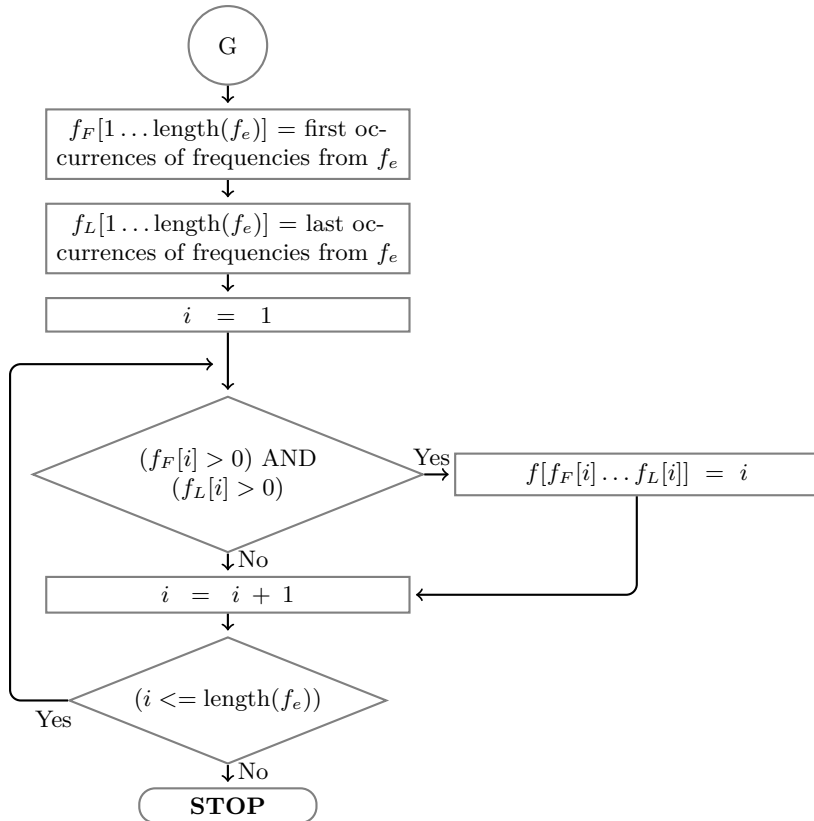 G
f_F[1 … length(f_e)] = first oc-
currences of frequencies from f_e
f_L[1 … length(f_e)] = last oc-
currences of frequencies from f_e
i = 1
(f_F[i] > 0) AND
(f_L[i] > 0)
Yes
f[f_F[i] … f_L[i]] = i
No
i = i + 1
(i <= length(f_e))
Yes
No
STOP